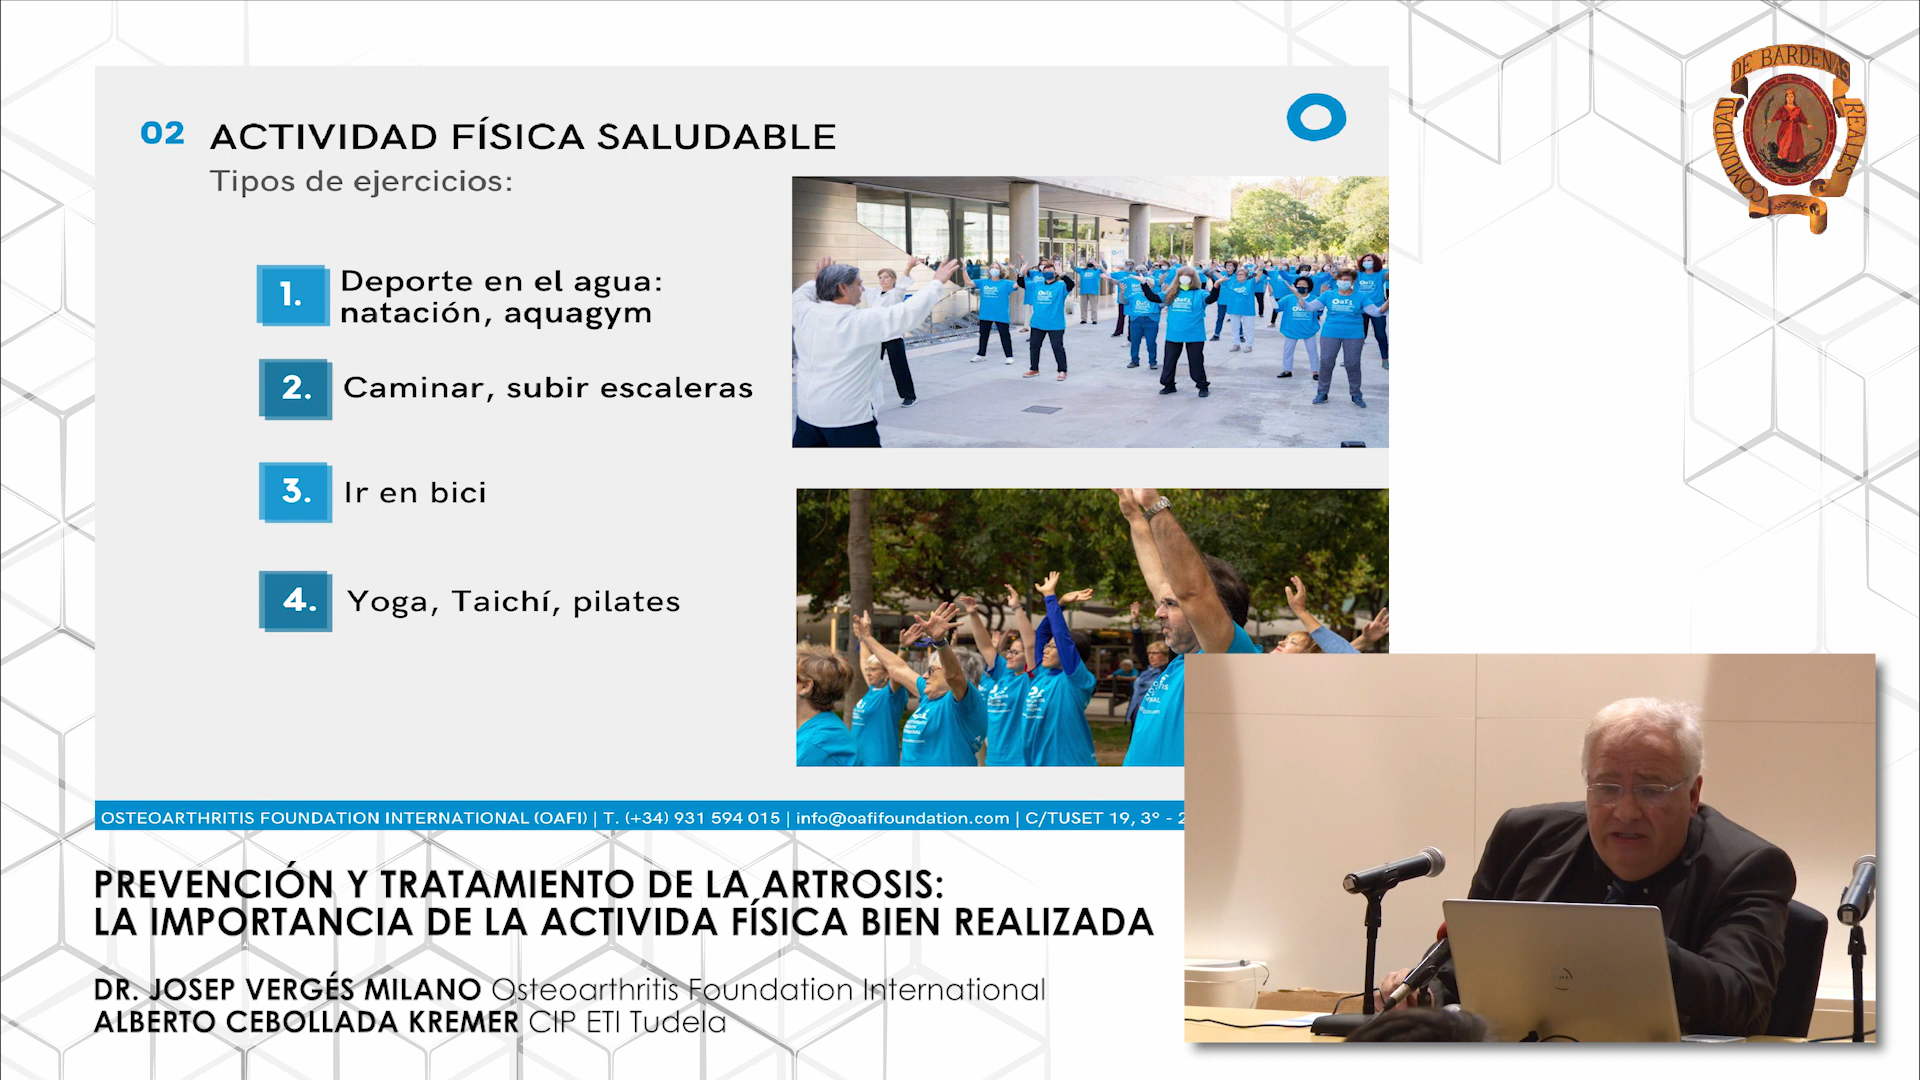 02 ACTIVIDAD FÍSICA SALUDABLE
Tipos de ejercicios:
1. Deporte en el agua:
natación, aquagym
2. Caminar, subir escaleras
3. Ir en bici
4. Yoga, Taichí, pilates
OSTEOARTHRITIS FOUNDATION INTERNATIONAL (OAFI) | T. (+34) 931 594 015 | info@oafifoundation.com | C/TUSET 19, 3º - 2
COMUNIDAD DE BARDENAS REALES
PREVENCIÓN Y TRATAMIENTO DE LA ARTROSIS:
LA IMPORTANCIA DE LA ACTIVIDA FÍSICA BIEN REALIZADA
DR. JOSEP VERGÉS MILANO Osteoarthritis Foundation International
ALBERTO CEBOLLADA KREMER CIP ETI Tudela